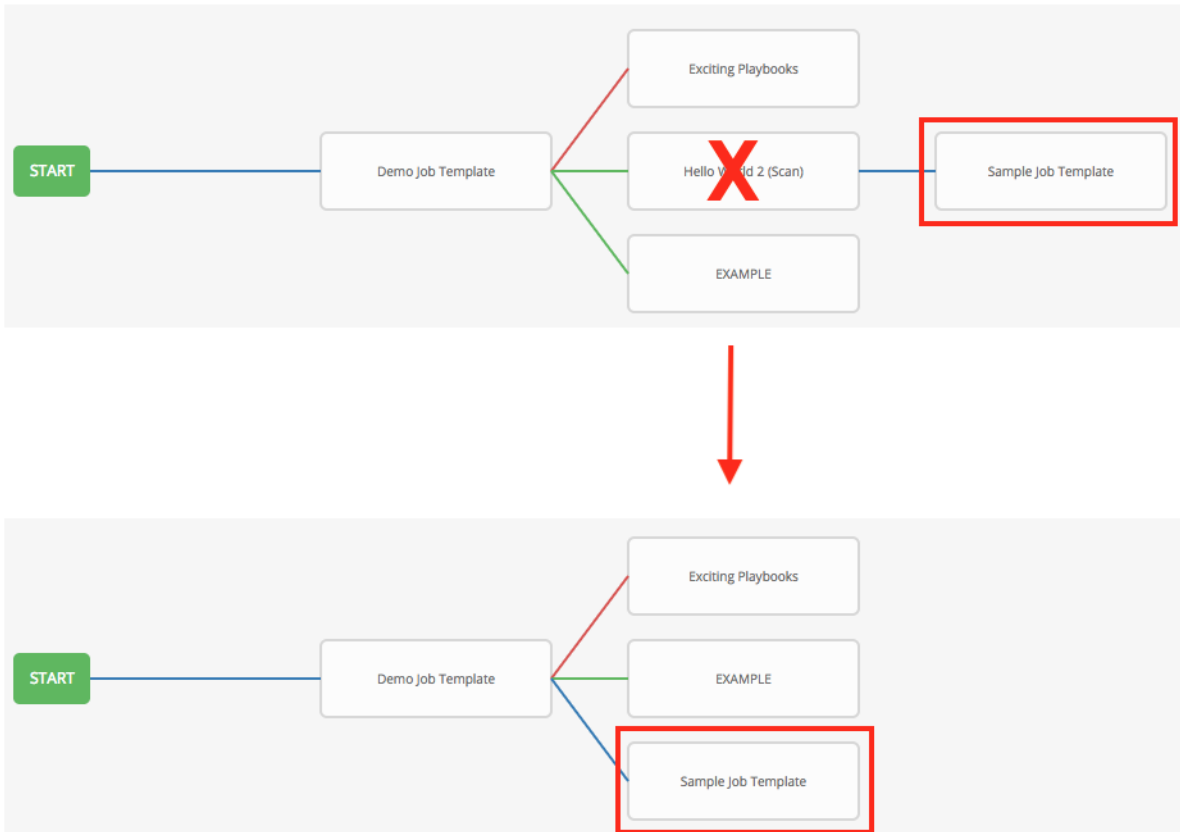 Exciting Playbooks
START
Demo Job Template
Hello W ld 2 (Scan)
X
Sample Job Template
EXAMPLE
Exciting Playbooks
START
Demo Job Template
EXAMPLE
Sample Job Template